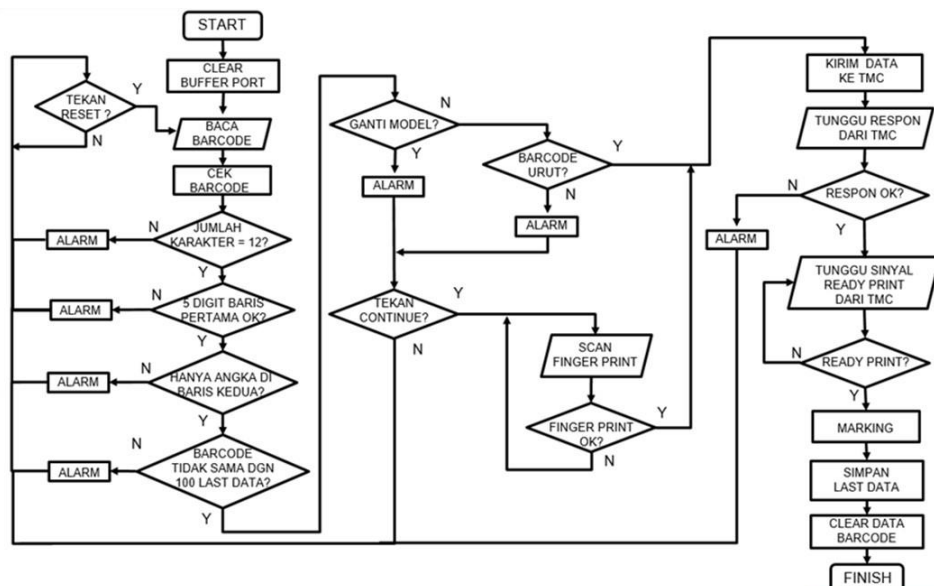 START
CLEAR
BUFFER PORT
TEKAN
RESET ?
Y
N
BACA
BARCODE
CEK
BARCODE
JUMLAH
KARAKTER = 12?
N
ALARM
Y
5 DIGIT BARIS
PERTAMA OK?
N
ALARM
Y
HANYA ANGKA DI
BARIS KEDUA?
N
ALARM
Y
BARCODE
TIDAK SAMA DGN
100 LAST DATA?
N
ALARM
Y
GANTI MODEL?
N
Y
ALARM
BARCODE
URUT?
Y
N
ALARM
TEKAN
CONTINUE?
Y
N
SCAN
FINGER PRINT
FINGER PRINT
OK?
Y
N
KIRIM DATA
KE TMC
TUNGGU RESPON
DARI TMC
RESPON OK?
N
ALARM
Y
TUNGGU SINYAL
READY PRINT
DARI TMC
READY PRINT?
N
Y
MARKING
SIMPAN
LAST DATA
CLEAR DATA
BARCODE
FINISH